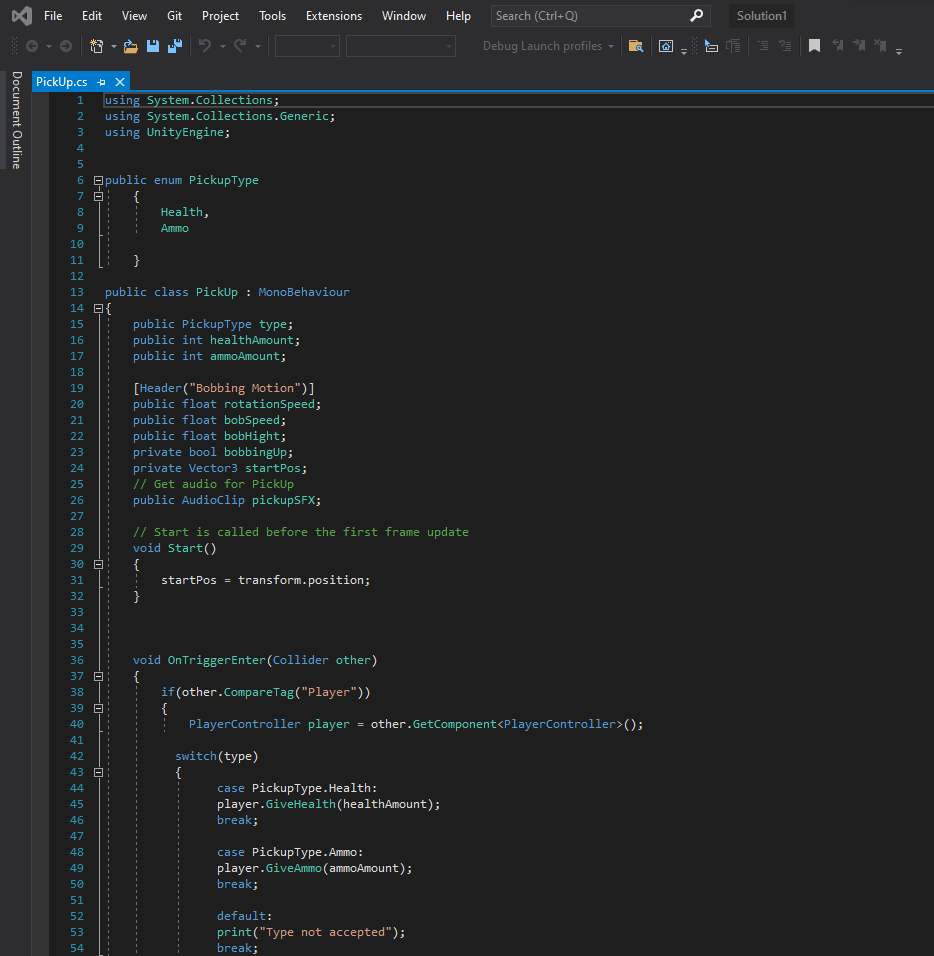 File Edit View Git Project Tools Extensions Window Help Search (Ctrl+Q) Solution1
Debug Launch profiles
Document Outline
PickUp.cs
1 using System.Collections;
2 using System.Collections.Generic;
3 using UnityEngine;
4
5
6 public enum PickupType
7 {
8 Health,
9 Ammo
10
11 }
12
13 public class PickUp : MonoBehaviour
14 {
15 public PickupType type;
16 public int healthAmount;
17 public int ammoAmount;
18
19 [Header("Bobbing Motion")]
20 public float rotationSpeed;
21 public float bobSpeed;
22 public float bobHight;
23 private bool bobbingUp;
24 private Vector3 startPos;
25 // Get audio for PickUp
26 public AudioClip pickupSFX;
27
28 // Start is called before the first frame update
29 void Start()
30 {
31 startPos = transform.position;
32 }
33
34
35
36 void OnTriggerEnter(Collider other)
37 {
38 if(other.CompareTag("Player"))
39 {
40 PlayerController player = other.GetComponent<PlayerController>();
41
42 switch(type)
43 {
44 case PickupType.Health:
45 player.GiveHealth(healthAmount);
46 break;
47
48 case PickupType.Ammo:
49 player.GiveAmmo(ammoAmount);
50 break;
51
52 default:
53 print("Type not accepted");
54 break;